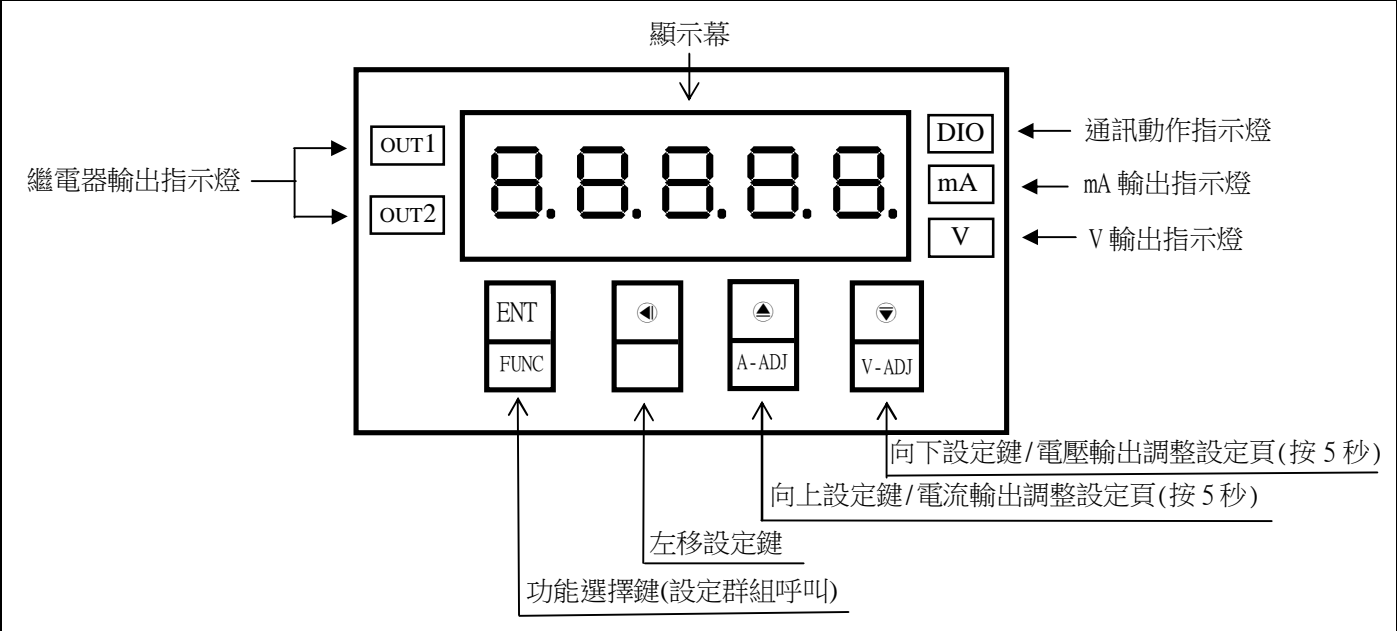 顯示幕
OUT1
OUT2
繼電器輸出指示燈
8.8.8.8.8.
DIO
mA
V
通訊動作指示燈
mA 輸出指示燈
V 輸出指示燈
ENT
FUNC
A-ADJ
V-ADJ
向下設定鍵/電壓輸出調整設定頁(按 5 秒)
向上設定鍵/電流輸出調整設定頁(按 5 秒)
左移設定鍵
功能選擇鍵(設定群組呼叫)